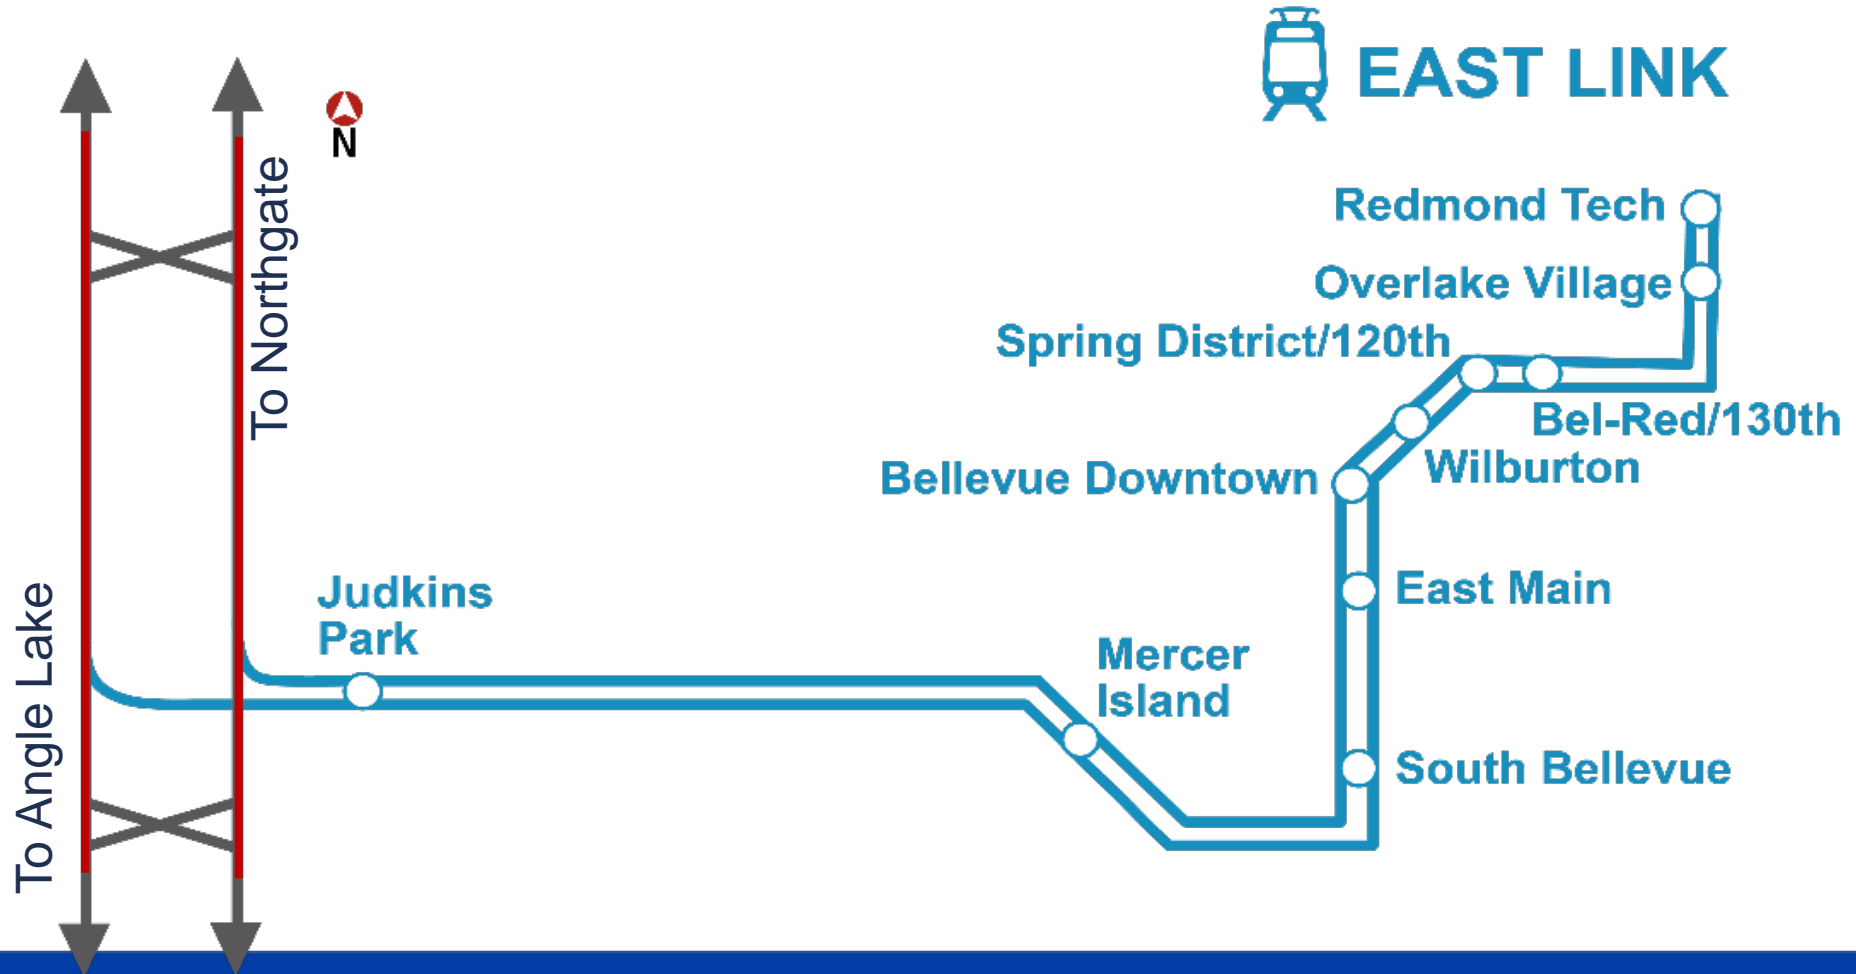 EAST LINK
N
To Northgate
Redmond Tech
Overlake Village
Spring District/120th
Bel-Red/130th
Wilburton
Bellevue Downtown
East Main
Judkins
Park
To Angle Lake
Mercer
Island
South Bellevue